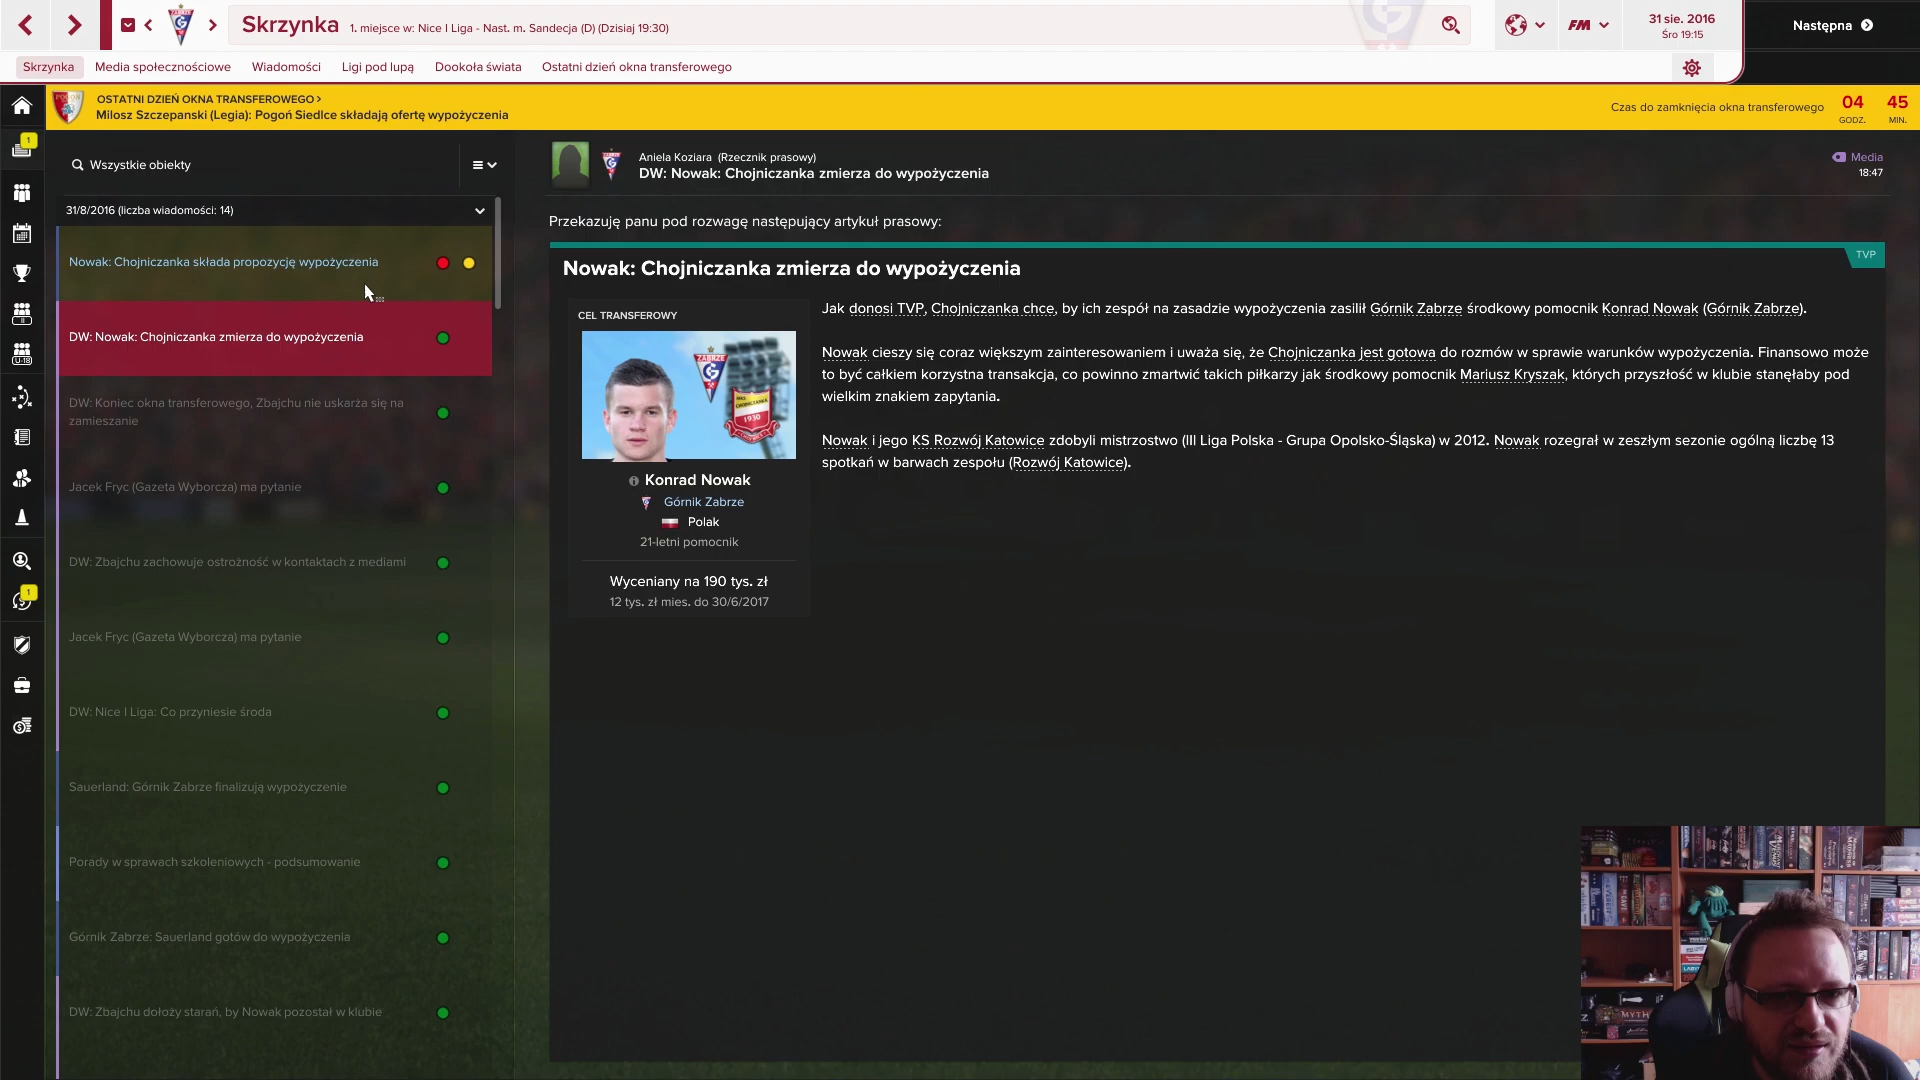 Skrzynka
1. miejsce w: Nice I Liga - Nast. m. Sandecja (D) (Dzisiaj 19:30)
FM
31 sie. 2016
Śro 19:15
Następna
Skrzynka
Media społecznościowe
Wiadomości
Ligi pod lupą
Dookoła świata
Ostatni dzień okna transferowego
OSTATNI DZIEŃ OKNA TRANSFEROWEGO >
Milosz Szczepanski (Legia): Pogoń Siedlce składają ofertę wypożyczenia
Czas do zamknięcia okna transferowego
04
GODZ.
45
MIN.
1
Wszystkie obiekty
31/8/2016 (liczba wiadomości: 14)
Nowak: Chojniczanka składa propozycję wypożyczenia
DW: Nowak: Chojniczanka zmierza do wypożyczenia
DW: Koniec okna transferowego, Zbajchu nie uskarża się na
zamieszanie
Jacek Fryc (Gazeta Wyborcza) ma pytanie
DW: Zbajchu zachowuje ostrożność w kontaktach z mediami
Jacek Fryc (Gazeta Wyborcza) ma pytanie
DW: Nice I Liga: Co przyniesie środa
Sauerland: Górnik Zabrze finalizują wypożyczenie
Porady w sprawach szkoleniowych - podsumowanie
Górnik Zabrze: Sauerland gotów do wypożyczenia
DW: Zbajchu dołoży starań, by Nowak pozostał w klubie
II
U-18
1
Aniela Koziara (Rzecznik prasowy)
DW: Nowak: Chojniczanka zmierza do wypożyczenia
Media
18:47
Przekazuję panu pod rozwagę następujący artykuł prasowy:
TVP
Nowak: Chojniczanka zmierza do wypożyczenia
CEL TRANSFEROWY
ZABRZE
CHOJNICZANKA
1930
Konrad Nowak
Górnik Zabrze
Polak
21-letni pomocnik
Wyceniany na 190 tys. zł
12 tys. zł mies. do 30/6/2017
Jak donosi TVP, Chojniczanka chce, by ich zespół na zasadzie wypożyczenia zasilił Górnik Zabrze środkowy pomocnik Konrad Nowak (Górnik Zabrze).
Nowak cieszy się coraz większym zainteresowaniem i uważa się, że Chojniczanka jest gotowa do rozmów w sprawie warunków wypożyczenia. Finansowo może
to być całkiem korzystna transakcja, co powinno zmartwić takich piłkarzy jak środkowy pomocnik Mariusz Kryszak, których przyszłość w klubie stanęłaby pod
wielkim znakiem zapytania.
Nowak i jego KS Rozwój Katowice zdobyli mistrzostwo (III Liga Polska - Grupa Opolsko-Śląska) w 2012. Nowak rozegrał w zeszłym sezonie ogólną liczbę 13
spotkań w barwach zespołu (Rozwój Katowice).